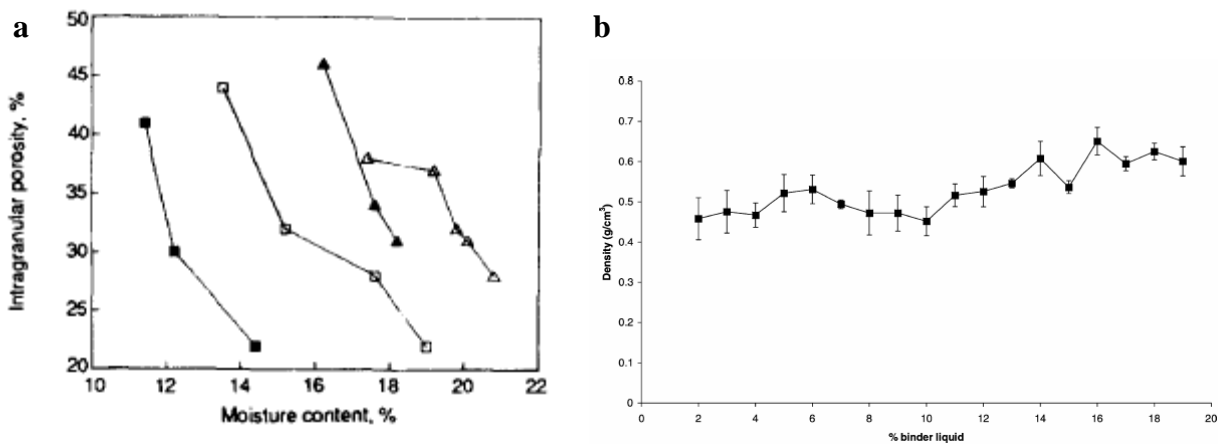 a
50
45
40
35
30
25
20
Intragranular porosity, %
10 12 14 16 18 20 22
Moisture content, %
b
0.8
0.7
0.6
0.5
0.4
0.3
0.2
0.1
0
Density (g/cm³)
0 2 4 6 8 10 12 14 16 18 20
% binder liquid